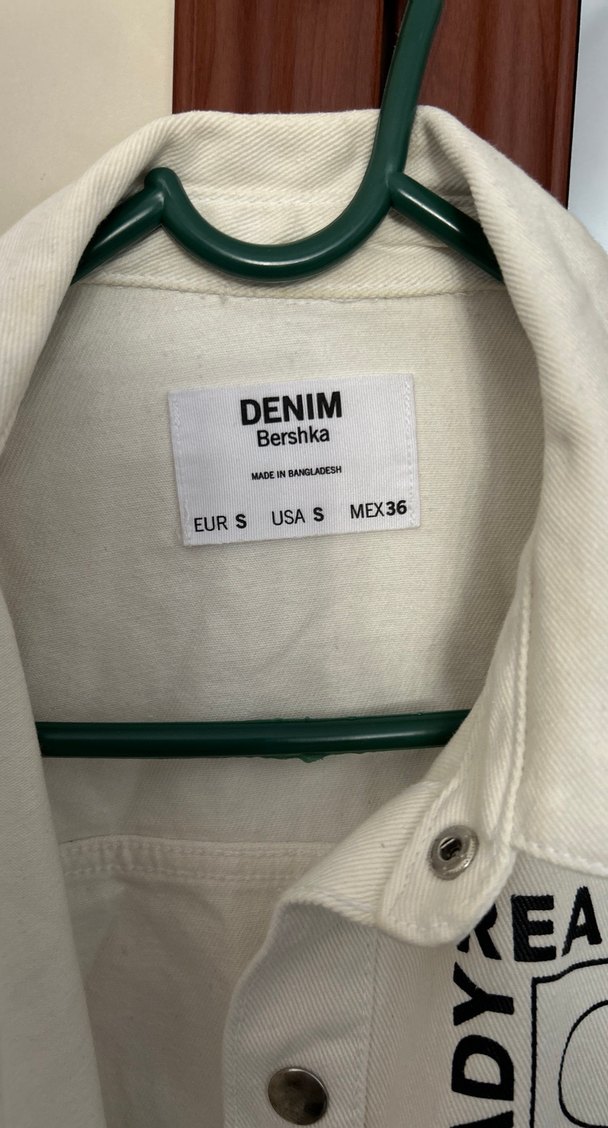 DENIM
Bershka
MADE IN BANGLADESH
EUR S USA S MEX 36